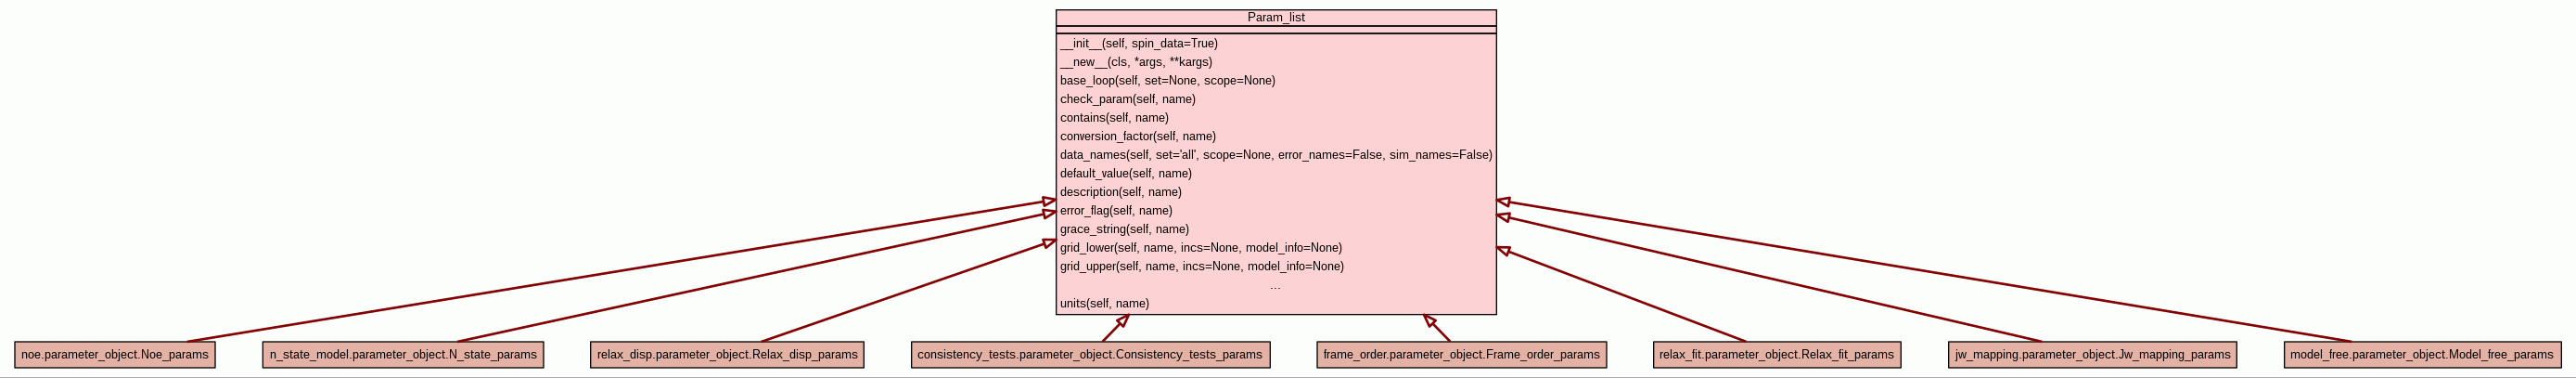 Param_list
__init__(self, spin_data=True)
__new__(cls, *args, **kargs)
base_loop(self, set=None, scope=None)
check_param(self, name)
contains(self, name)
conversion_factor(self, name)
data_names(self, set='all', scope=None, error_names=False, sim_names=False)
default_value(self, name)
description(self, name)
error_flag(self, name)
grace_string(self, name)
grid_lower(self, name, incs=None, model_info=None)
grid_upper(self, name, incs=None, model_info=None)
...
units(self, name)
noe.parameter_object.Noe_params
n_state_model.parameter_object.N_state_params
relax_disp.parameter_object.Relax_disp_params
consistency_tests.parameter_object.Consistency_tests_params
frame_order.parameter_object.Frame_order_params
relax_fit.parameter_object.Relax_fit_params
jw_mapping.parameter_object.Jw_mapping_params
model_free.parameter_object.Model_free_params